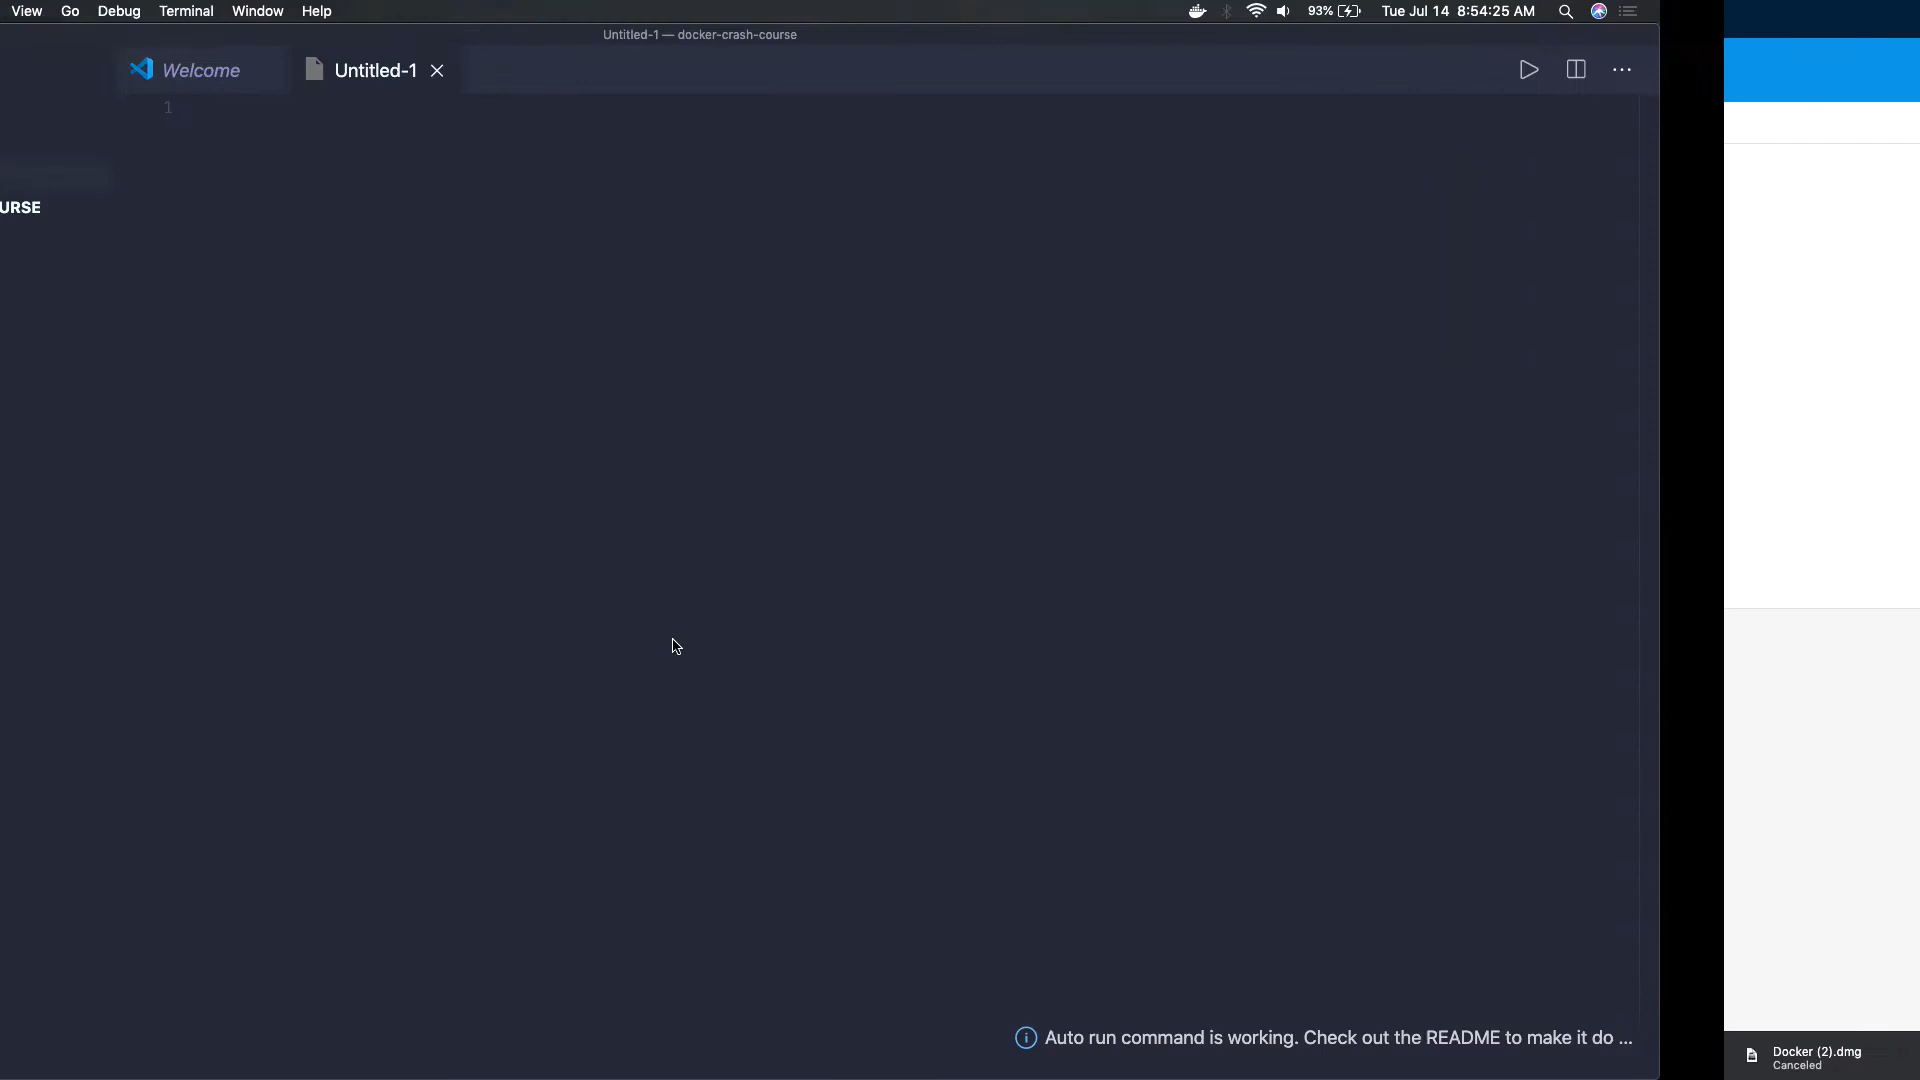 View Go Debug Terminal Window Help
93% Tue Jul 14 8:54:25 AM
Untitled-1 — docker-crash-course
Welcome Untitled-1
1
URSE
Auto run command is working. Check out the README to make it do ...
Docker (2).dmg
Canceled